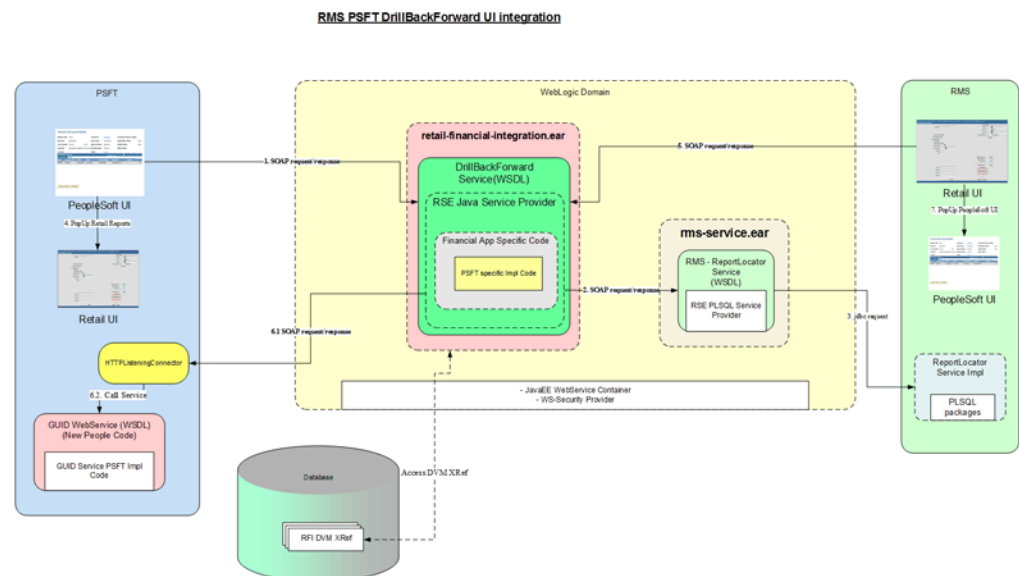 RMS PSFT DrillBackForward UI integration
PSFT
PeopleSoft UI
4. PopUp Retail Reports
Retail UI
HTTPListeningConnector
6.2. Call Service
GUID WebService (WSDL)
(New People Code)
GUID Service PSFT Impl
Code
1. SOAP request/response
6.1 SOAP request/response
WebLogic Domain
retail-financial-integration.ear
DrillBackForward
Service(WSDL)
RSE Java Service Provider
Financial App Specific Code
PSFT specific Impl Code
2. SOAP request/response
5. SOAP request/response
rms-service.ear
RMS - ReportLocator
Service
(WSDL)
RSE PLSQL Service
Provider
3. jdbc request
- JavaEE WebService Container
- WS-Security Provider
RMS
Retail UI
7. PopUp PeopleSoft UI
PeopleSoft UI
ReportLocator
Service Impl
PLSQL
packages
Database
RFI DVM XRef
Access DVM XRef